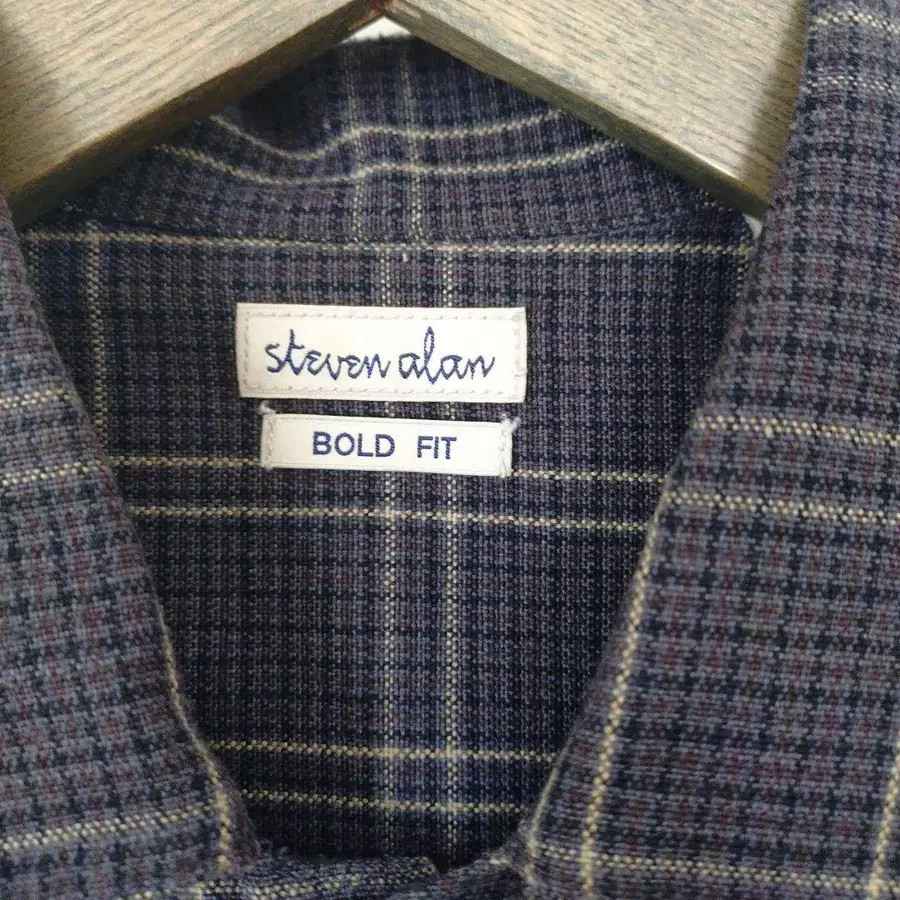 steven alan
BOLD FIT